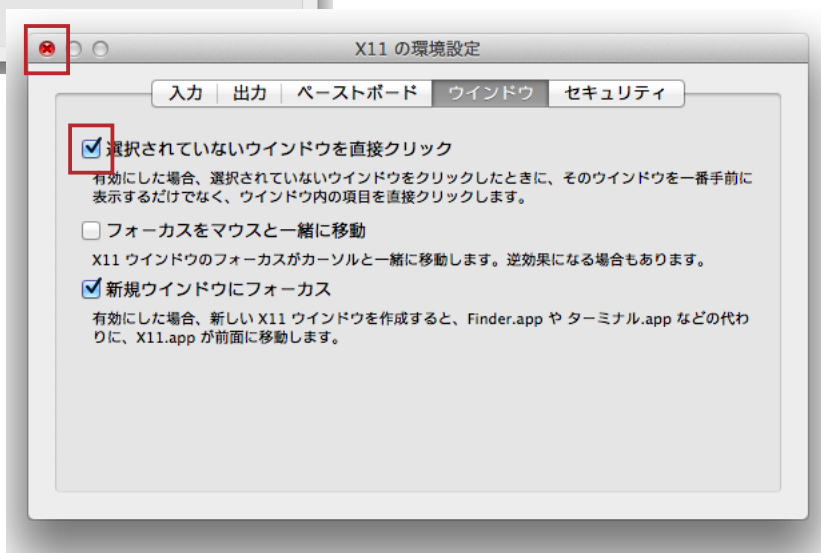 X11 の環境設定
入力 出力 ペーストボード ウインドウ セキュリティ
選択されていないウインドウを直接クリック
有効にした場合、選択されていないウインドウをクリックしたときに、そのウインドウを一番手前に
表示するだけでなく、ウインドウ内の項目を直接クリックします。
フォーカスをマウスと一緒に移動
X11 ウインドウのフォーカスがカーソルと一緒に移動します。逆効果になる場合もあります。
新規ウインドウにフォーカス
有効にした場合、新しい X11 ウインドウを作成すると、Finder.app や ターミナル.app などの代わ
りに、X11.app が前面に移動します。